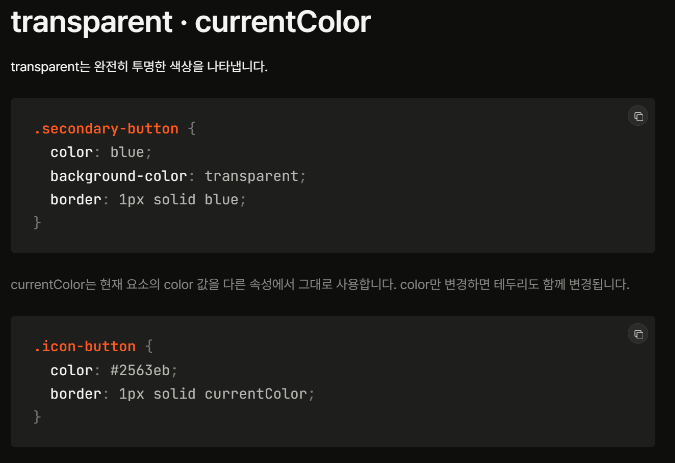 transparent · currentColor
transparent는 완전히 투명한 색상을 나타냅니다.
.secondary-button {
  color: blue;
  background-color: transparent;
  border: 1px solid blue;
}
currentColor는 현재 요소의 color 값을 다른 속성에서 그대로 사용합니다. color만 변경하면 테두리도 함께 변경됩니다.
.icon-button {
  color: #2563eb;
  border: 1px solid currentColor;
}